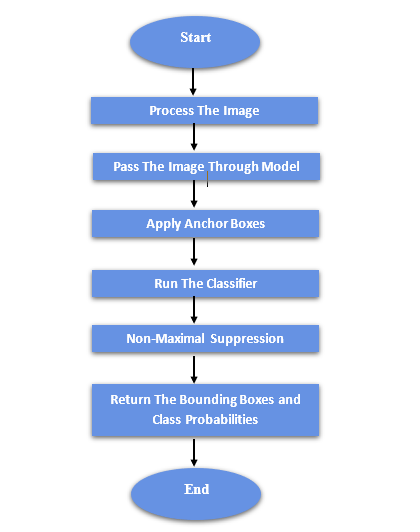 Start
Process The Image
Pass The Image Through Model
Apply Anchor Boxes
Run The Classifier
Non-Maximal Suppression
Return The Bounding Boxes and
Class Probabilities
End